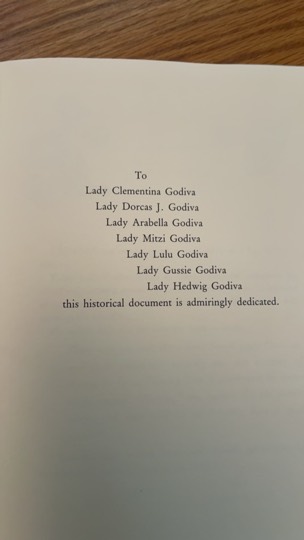 To
Lady Clementina Godiva
Lady Dorcas J. Godiva
Lady Arabella Godiva
Lady Mitzi Godiva
Lady Lulu Godiva
Lady Gussie Godiva
Lady Hedwig Godiva
this historical document is admiringly dedicated.